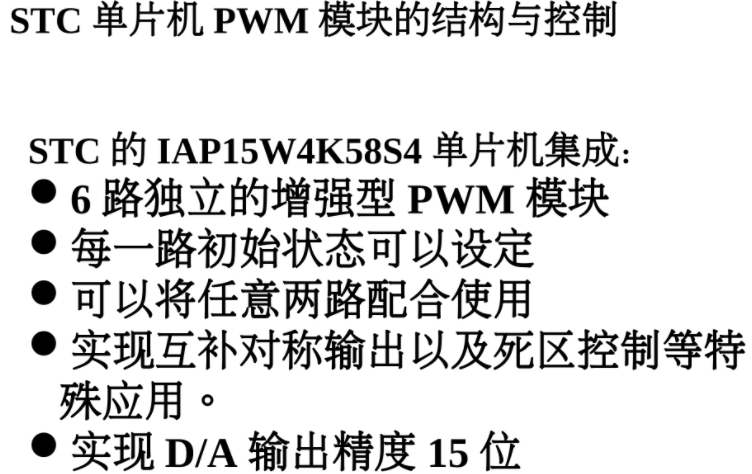 STC 单片机 PWM 模块的结构与控制
STC 的 IAP15W4K58S4 单片机集成:
● 6 路独立的增强型 PWM 模块
● 每一路初始状态可以设定
● 可以将任意两路配合使用
● 实现互补对称输出以及死区控制等特
殊应用。
● 实现 D/A 输出精度 15 位